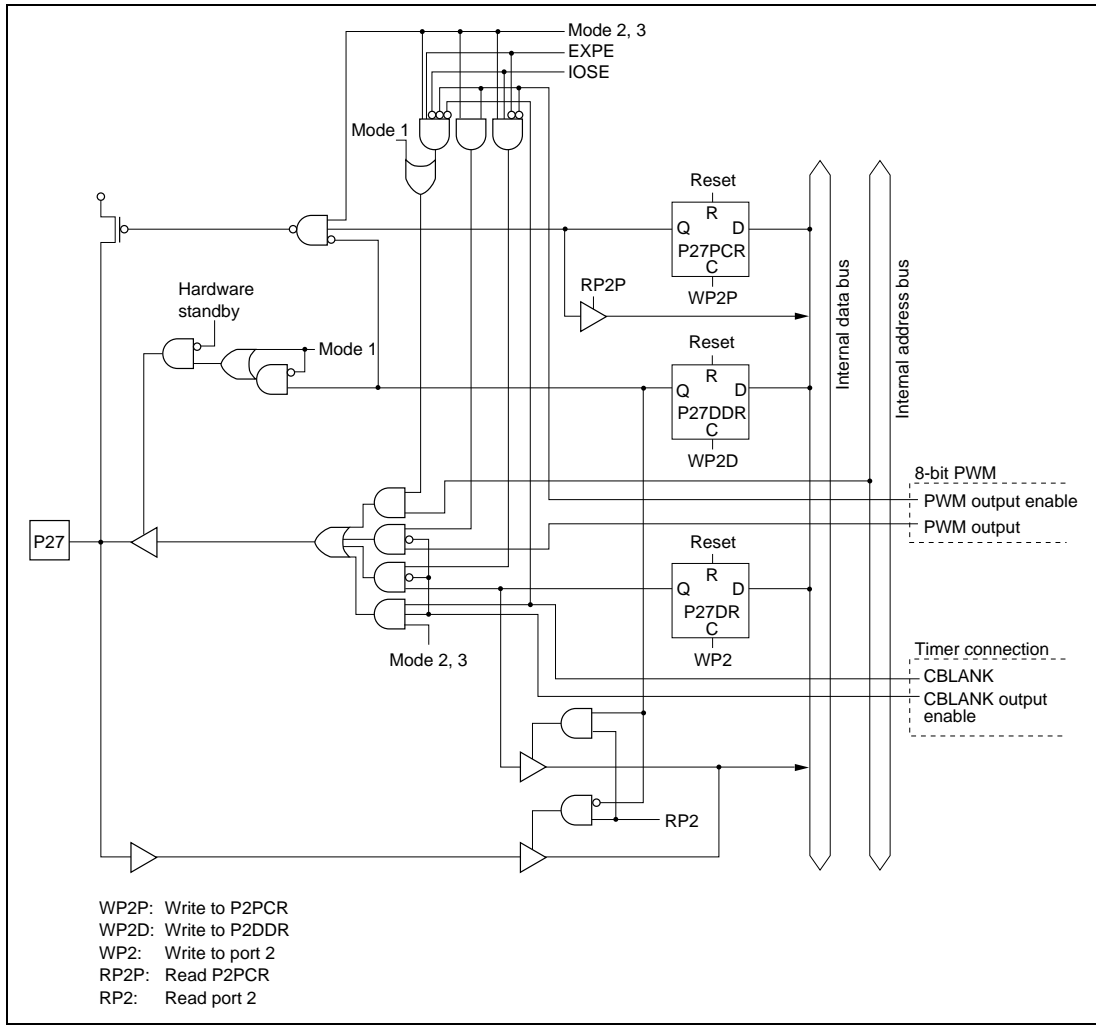 Mode 2, 3
EXPE
IOSE
Mode 1
Reset
R
Q D
P27PCR
C
WP2P
RP2P
Hardware
standby
Mode 1
Reset
R
Q D
P27DDR
C
WP2D
Internal data bus
Internal address bus
8-bit PWM
PWM output enable
PWM output
P27
Reset
R
Q D
P27DR
C
WP2
Mode 2, 3
Timer connection
CBLANK
CBLANK output
enable
RP2
WP2P: Write to P2PCR
WP2D: Write to P2DDR
WP2: Write to port 2
RP2P: Read P2PCR
RP2: Read port 2